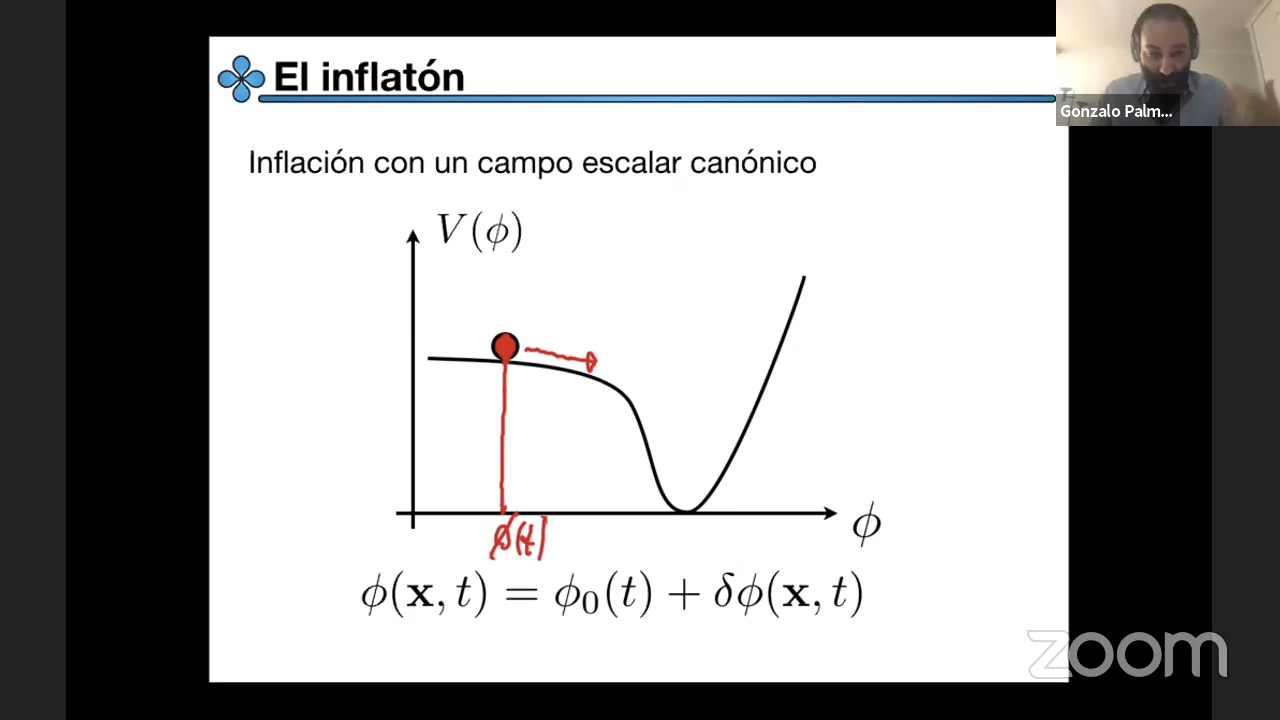 El inflatón
Gonzalo Palm...
Inflación con un campo escalar canónico
V(ϕ)
ϕ(t)
ϕ
ϕ(x, t) = ϕ₀(t) + δϕ(x, t)
zoom